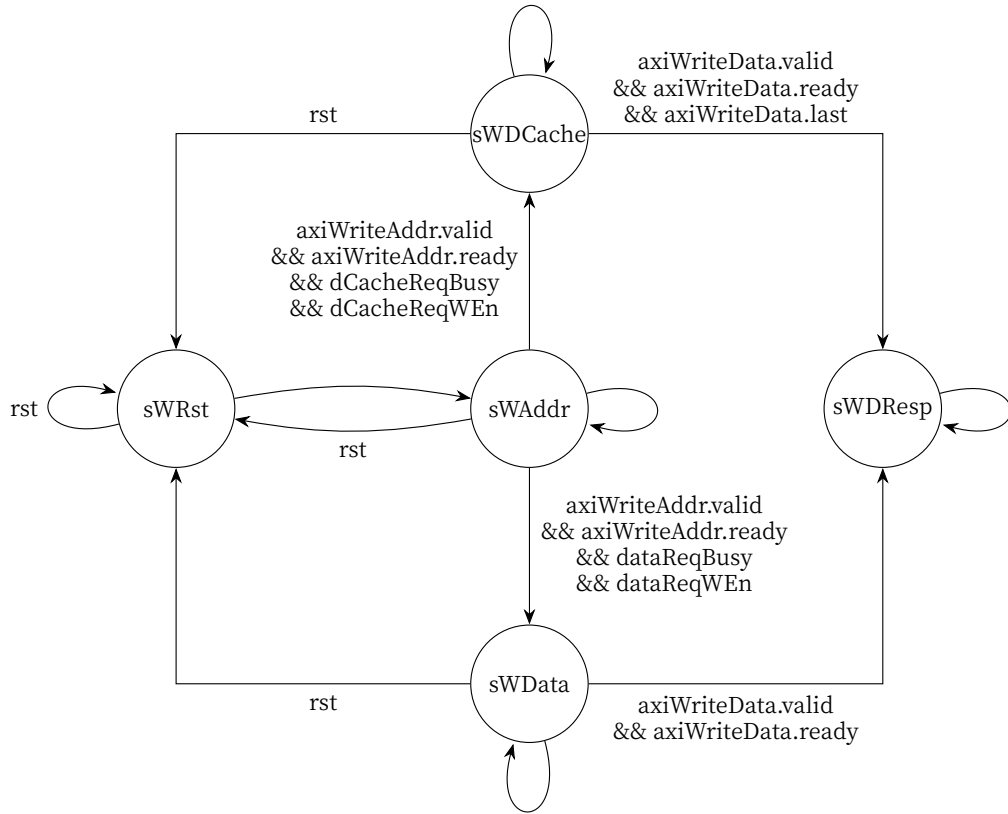 axiWriteData.valid
&& axiWriteData.ready
&& axiWriteData.last
rst
sWDCache
axiWriteAddr.valid
&& axiWriteAddr.ready
&& dCacheReqBusy
&& dCacheReqWEn
rst
sWRst
sWAddr
sWDResp
rst
axiWriteAddr.valid
&& axiWriteAddr.ready
&& dataReqBusy
&& dataReqWEn
sWData
rst
axiWriteData.valid
&& axiWriteData.ready